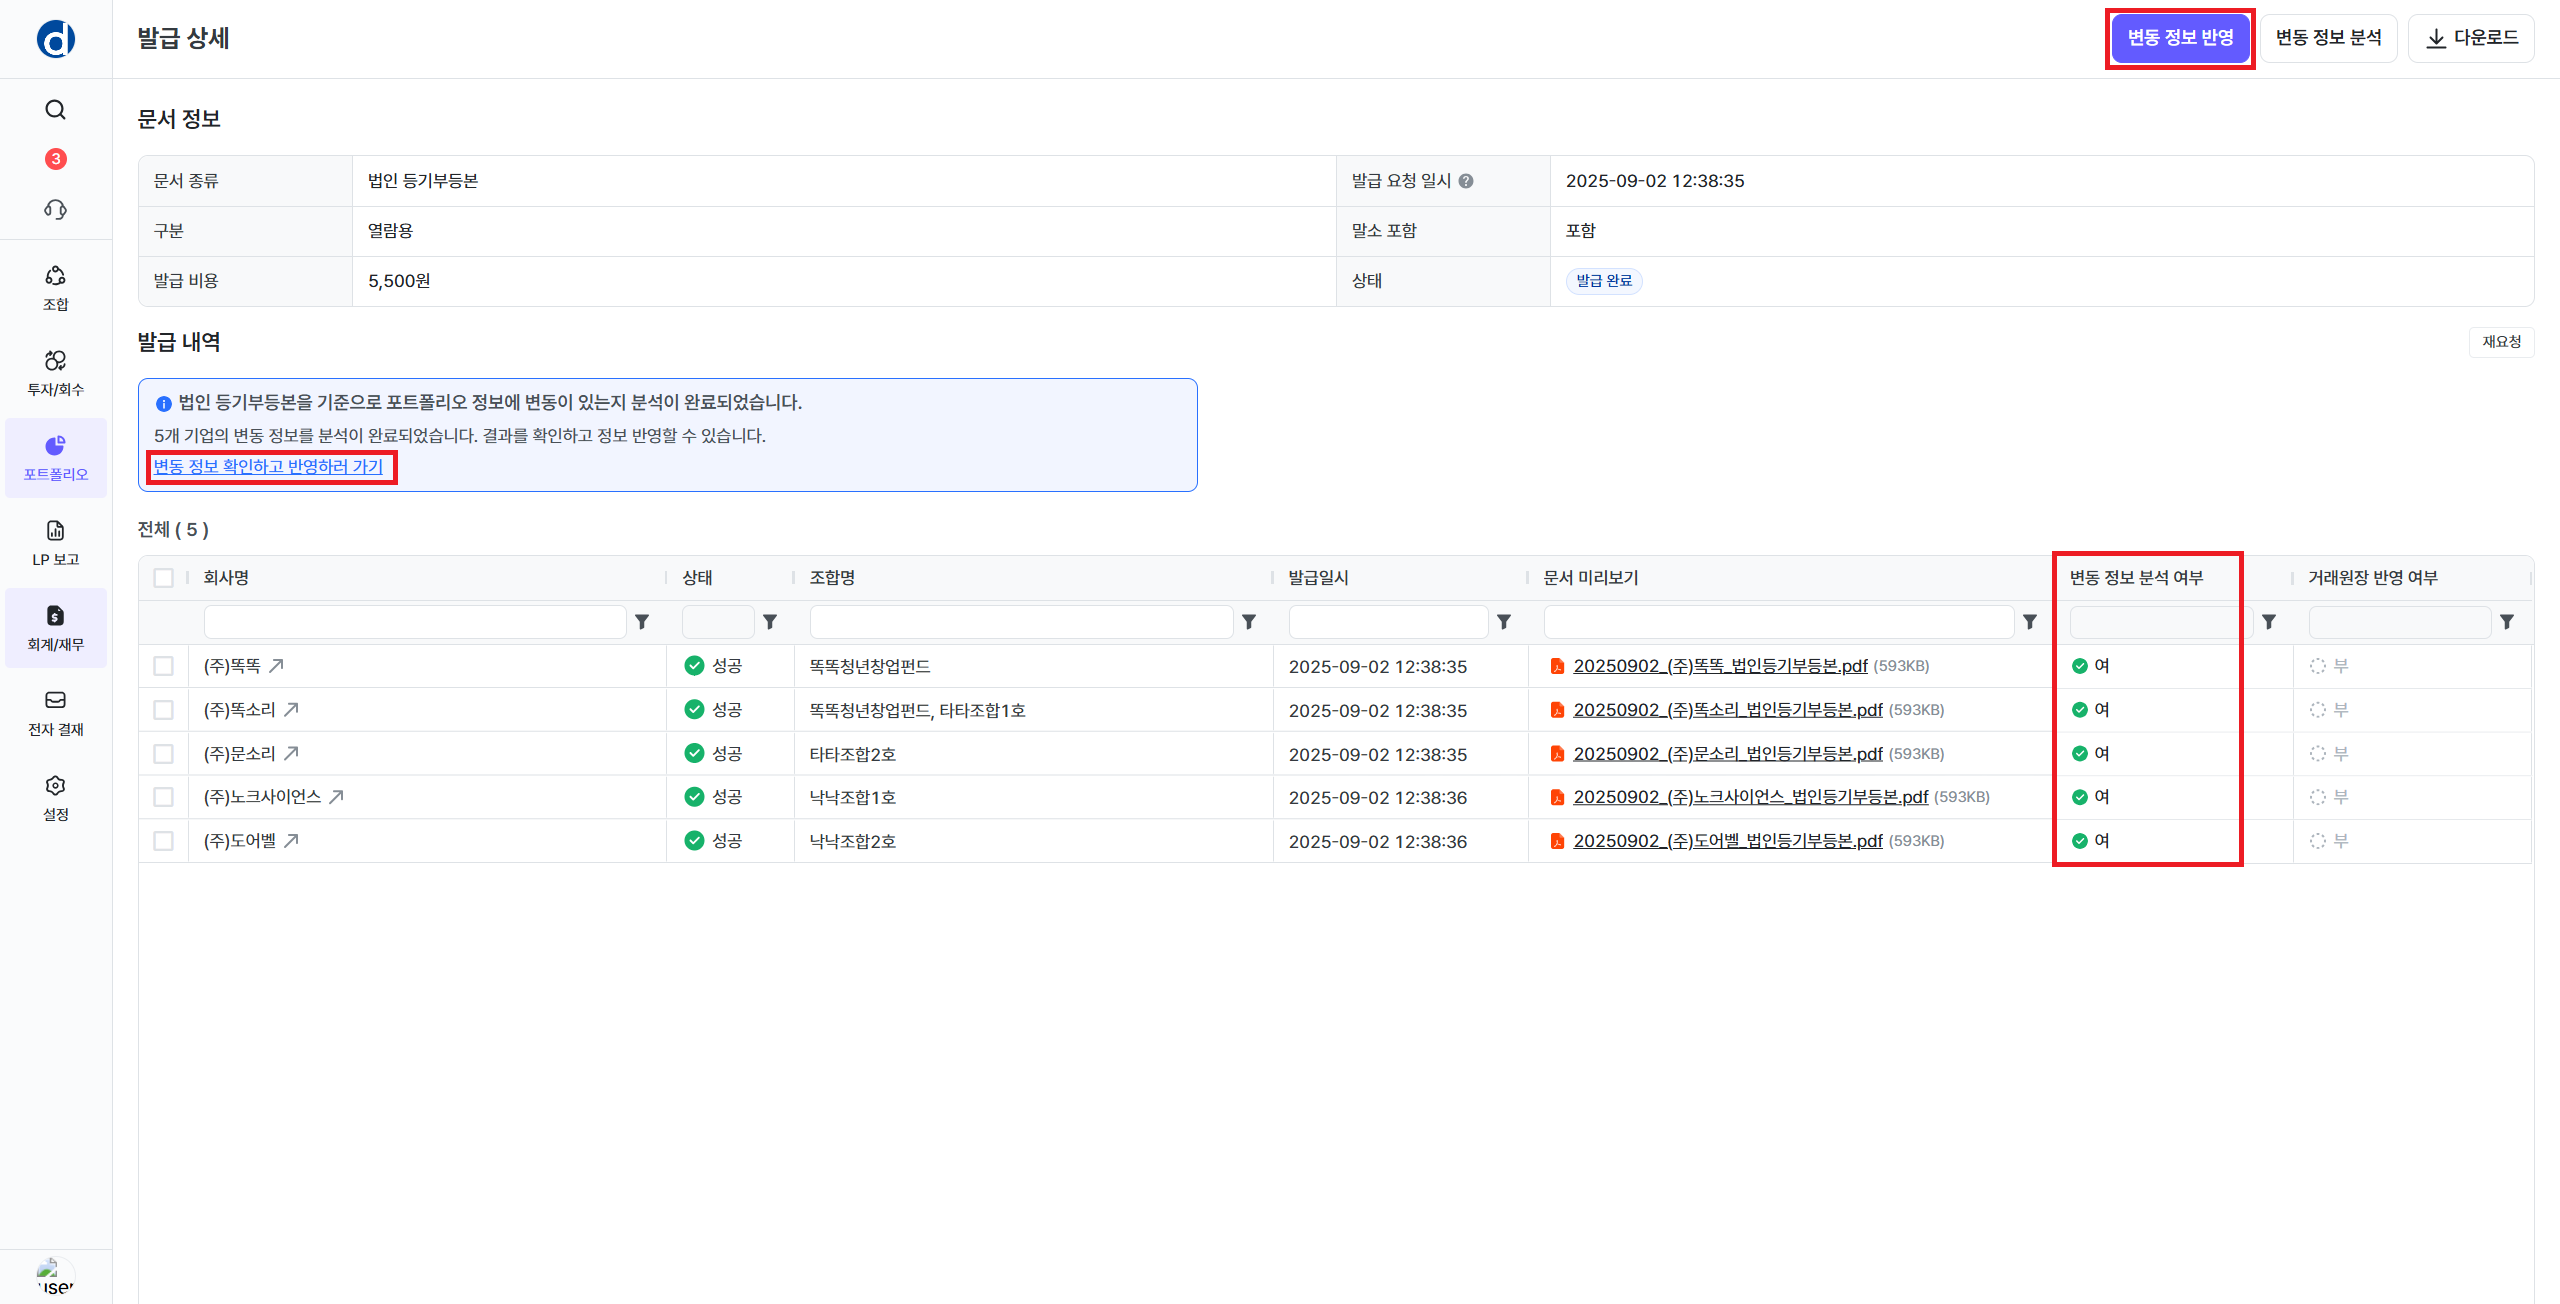 d
발급 상세
변동 정보 반영
변동 정보 분석
다운로드
3
조합
투자/회수
포트폴리오
LP 보고
회계/재무
전자 결재
설정
user
문서 정보
문서 종류 법인 등기부등본 발급 요청 일시 ? 2025-09-02 12:38:35
구분 열람용 말소 포함 포함
발급 비용 5,500원 상태 발급 완료
발급 내역
재요청
법인 등기부등본을 기준으로 포트폴리오 정보에 변동이 있는지 분석이 완료되었습니다.
5개 기업의 변동 정보를 분석이 완료되었습니다. 결과를 확인하고 정보 반영할 수 있습니다.
변동 정보 확인하고 반영하러 가기
전체 ( 5 )
회사명 상태 조합명 발급일시 문서 미리보기 변동 정보 분석 여부 거래원장 반영 여부
(주)똑똑 성공 똑똑청년창업펀드 2025-09-02 12:38:35 20250902_(주)똑똑_법인등기부등본.pdf (593KB) 여 부
(주)똑소리 성공 똑똑청년창업펀드, 타타조합1호 2025-09-02 12:38:35 20250902_(주)똑소리_법인등기부등본.pdf (593KB) 여 부
(주)문소리 성공 타타조합2호 2025-09-02 12:38:35 20250902_(주)문소리_법인등기부등본.pdf (593KB) 여 부
(주)노크사이언스 성공 낙낙조합1호 2025-09-02 12:38:36 20250902_(주)노크사이언스_법인등기부등본.pdf (593KB) 여 부
(주)도어벨 성공 낙낙조합2호 2025-09-02 12:38:36 20250902_(주)도어벨_법인등기부등본.pdf (593KB) 여 부